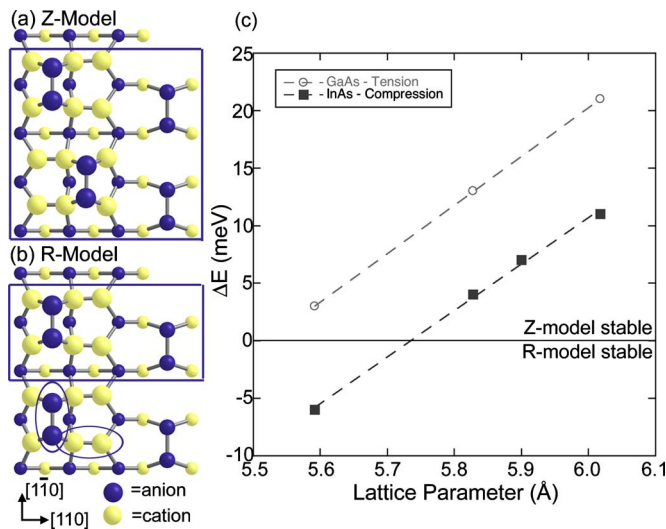 (a) Z-Model
(b) R-Model
[11̄0]
[110]
=anion
=cation
(c)
25
20
15
10
5
0
-5
-10
ΔE (meV)
- GaAs - Tension
- InAs - Compression
Z-model stable
R-model stable
5.5 5.6 5.7 5.8 5.9 6.0 6.1
Lattice Parameter (Å)